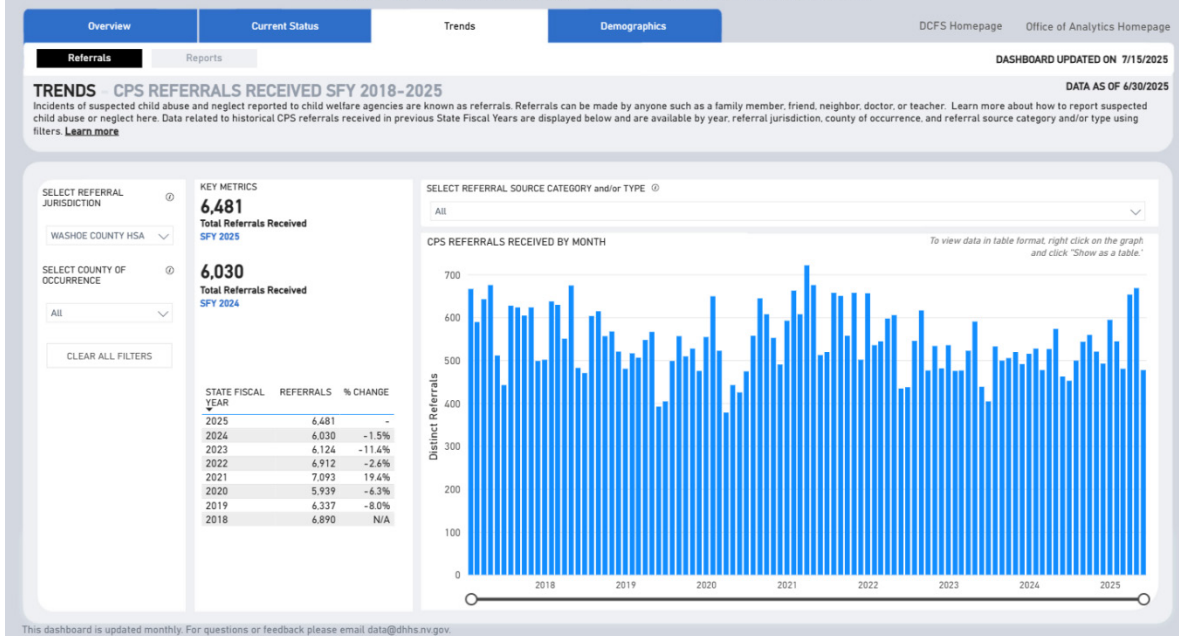 Overview
Current Status
Trends
Demographics
DCFS Homepage
Office of Analytics Homepage
Referrals
Reports
DASHBOARD UPDATED ON 7/15/2025
TRENDS - CPS REFERRALS RECEIVED SFY 2018-2025
DATA AS OF 6/30/2025
Incidents of suspected child abuse and neglect reported to child welfare agencies are known as referrals. Referrals can be made by anyone such as a family member, friend, neighbor, doctor, or teacher. Learn more about how to report suspected
child abuse or neglect here. Data related to historical CPS referrals received in previous State Fiscal Years are displayed below and are available by year, referral jurisdiction, county of occurrence, and referral source category and/or type using
filters. Learn more
SELECT REFERRAL
JURISDICTION
WASHOE COUNTY HSA
SELECT COUNTY OF
OCCURRENCE
All
CLEAR ALL FILTERS
KEY METRICS
6,481
Total Referrals Received
SFY 2025
6,030
Total Referrals Received
SFY 2024
STATE FISCAL YEAR REFERRALS % CHANGE
2025 6,481 -
2024 6,030 -1.5%
2023 6,124 -11.4%
2022 6,912 -2.6%
2021 7,093 19.4%
2020 5,939 -6.3%
2019 6,337 -8.0%
2018 6,890 N/A
SELECT REFERRAL SOURCE CATEGORY and/or TYPE
All
CPS REFERRALS RECEIVED BY MONTH
To view data in table format, right click on the graph
and click "Show as a table."
Distinct Referrals
700
600
500
400
300
200
100
0
2018 2019 2020 2021 2022 2023 2024 2025
This dashboard is updated monthly. For questions or feedback please email data@dhhs.nv.gov.